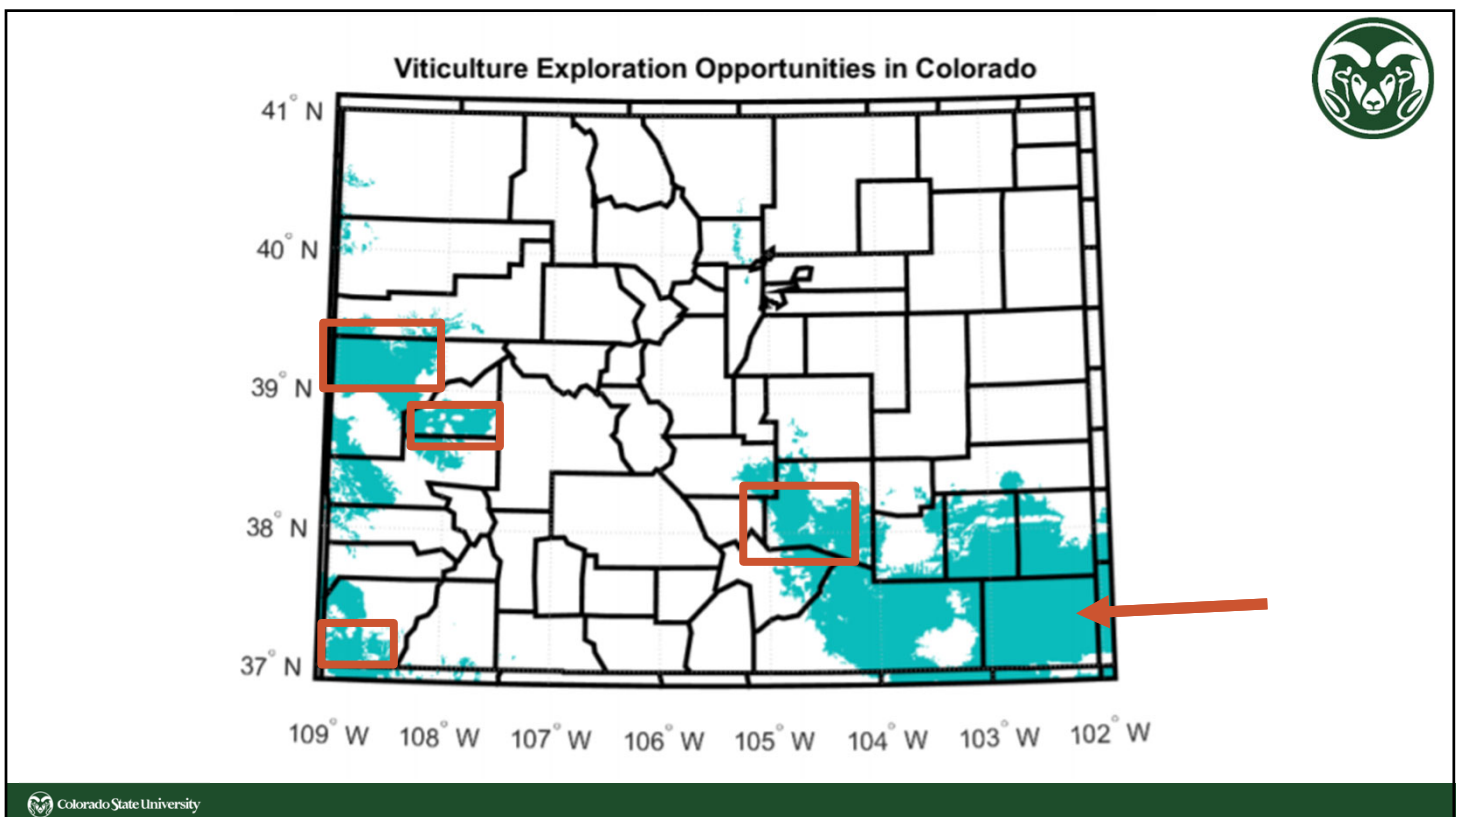 Viticulture Exploration Opportunities in Colorado
41° N
40° N
39° N
38° N
37° N
109° W 108° W 107° W 106° W 105° W 104° W 103° W 102° W
Colorado State University